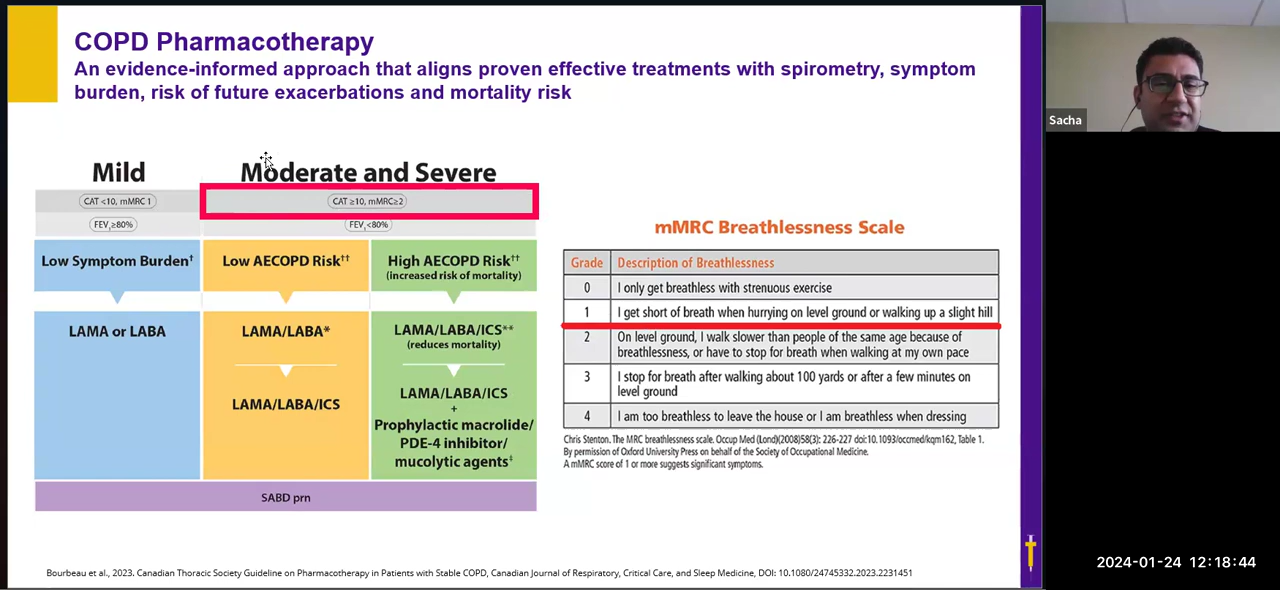 COPD Pharmacotherapy
An evidence-informed approach that aligns proven effective treatments with spirometry, symptom
burden, risk of future exacerbations and mortality risk
Sacha
Mild
Moderate and Severe
CAT <10, mMRC 1
CAT ≥10, mMRC≥2
FEV₁≥80%
FEV₁<80%
Low Symptom Burden†
Low AECOPD Risk††
High AECOPD Risk††
(increased risk of mortality)
LAMA or LABA
LAMA/LABA*
LAMA/LABA/ICS
LAMA/LABA/ICS**
(reduces mortality)
LAMA/LABA/ICS
+
Prophylactic macrolide/
PDE-4 inhibitor/
mucolytic agents‡
SABD prn
mMRC Breathlessness Scale
Grade Description of Breathlessness
0 I only get breathless with strenuous exercise
1 I get short of breath when hurrying on level ground or walking up a slight hill
2 On level ground, I walk slower than people of the same age because of
breathlessness, or have to stop for breath when walking at my own pace
3 I stop for breath after walking about 100 yards or after a few minutes on
level ground
4 I am too breathless to leave the house or I am breathless when dressing
Chris Stenton. The MRC breathlessness scale. Occup Med (Lond)(2008)58(3): 226-227 doi:10.1093/occmed/kqm162, Table 1.
By permission of Oxford University Press on behalf of the Society of Occupational Medicine.
A mMRC score of 1 or more suggests significant symptoms.
Bourbeau et al., 2023. Canadian Thoracic Society Guideline on Pharmacotherapy in Patients with Stable COPD, Canadian Journal of Respiratory, Critical Care, and Sleep Medicine, DOI: 10.1080/24745332.2023.2231451
2024-01-24 12:18:44